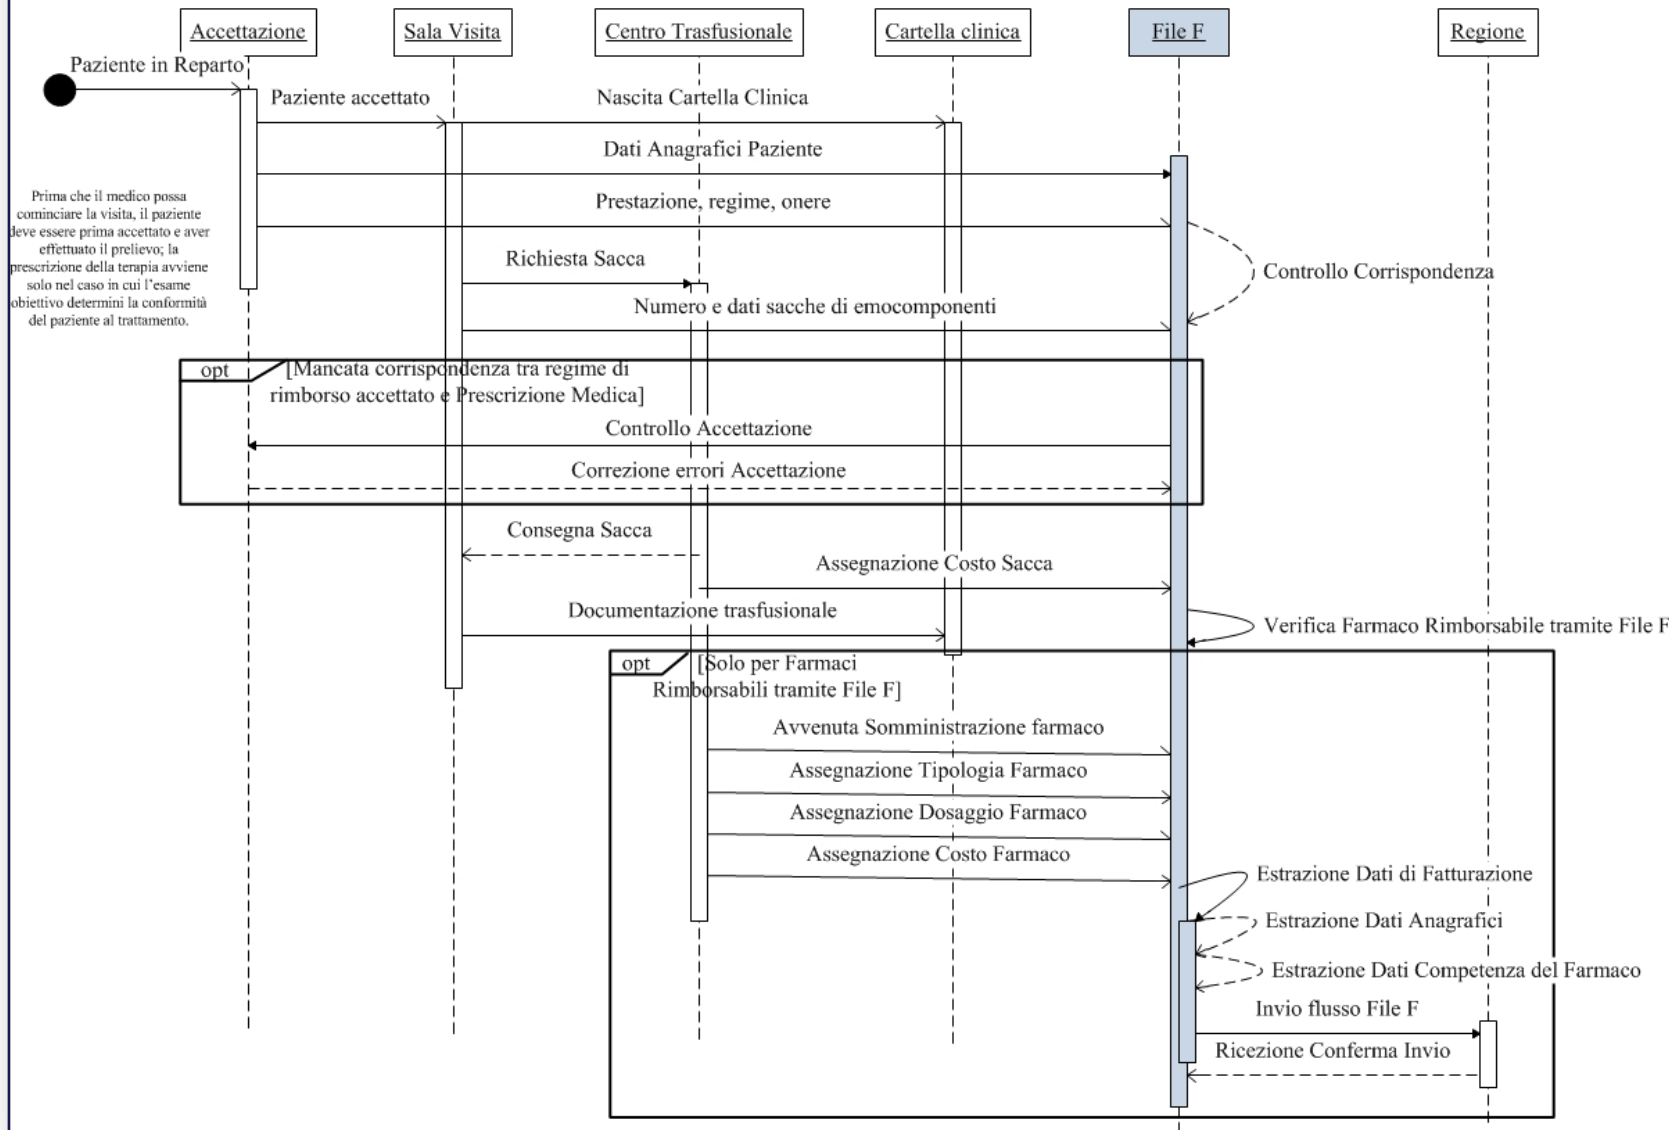 Accettazione
Sala Visita
Centro Trasfusionale
Cartella clinica
File F
Regione
Paziente in Reparto
Paziente accettato
Nascita Cartella Clinica
Dati Anagrafici Paziente
Prima che il medico possa
cominciare la visita, il paziente
deve essere prima accettato e aver
effettuato il prelievo; la
prescrizione della terapia avviene
solo nel caso in cui l'esame
obiettivo determini la conformità
del paziente al trattamento.
Prestazione, regime, onere
Richiesta Sacca
Controllo Corrispondenza
Numero e dati sacche di emocomponenti
opt
[Mancata corrispondenza tra regime di
rimborso accettato e Prescrizione Medica]
Controllo Accettazione
Correzione errori Accettazione
Consegna Sacca
Assegnazione Costo Sacca
Documentazione trasfusionale
Verifica Farmaco Rimborsabile tramite File F
opt
[Solo per Farmaci
Rimborsabili tramite File F]
Avvenuta Somministrazione farmaco
Assegnazione Tipologia Farmaco
Assegnazione Dosaggio Farmaco
Assegnazione Costo Farmaco
Estrazione Dati di Fatturazione
Estrazione Dati Anagrafici
Estrazione Dati Competenza del Farmaco
Invio flusso File F
Ricezione Conferma Invio